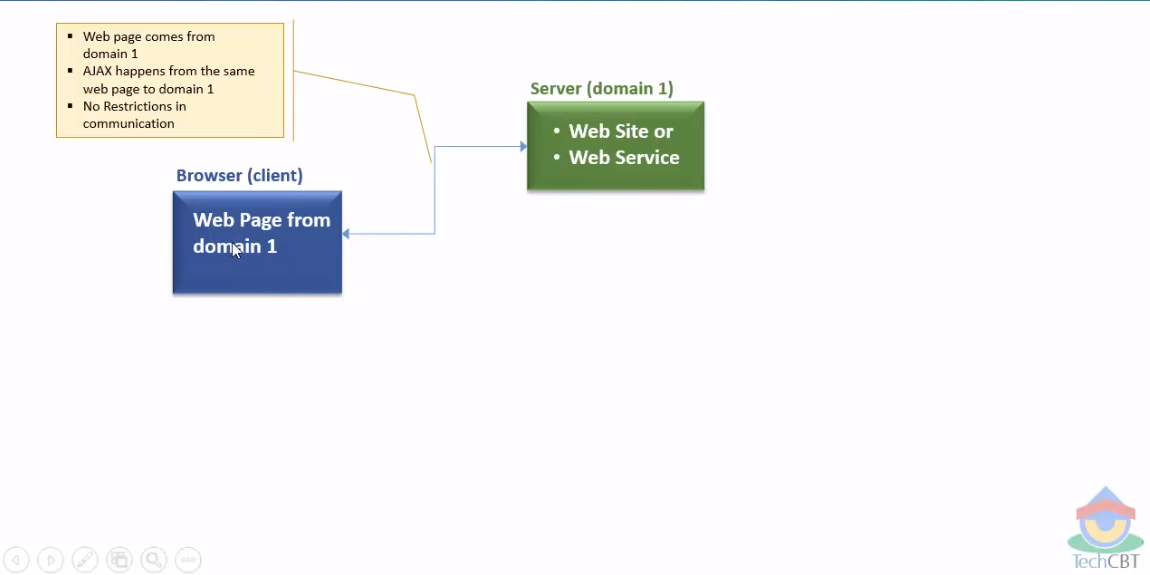 ▪ Web page comes from
domain 1
▪ AJAX happens from the same
web page to domain 1
▪ No Restrictions in
communication
Server (domain 1)
• Web Site or
• Web Service
Browser (client)
Web Page from
domain 1
TechCBT